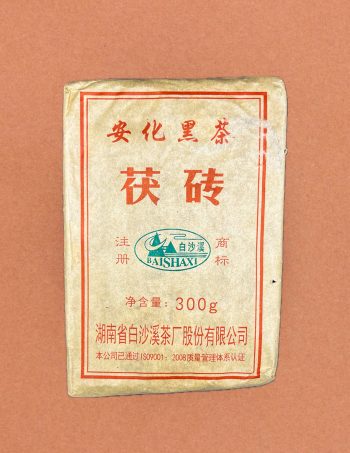 安化黑茶
茯砖
注册
白沙溪
BAISHAXI
商标
净含量: 300g
湖南省白沙溪茶厂股份有限公司
本公司已通过ISO9001:2008质量管理体系认证